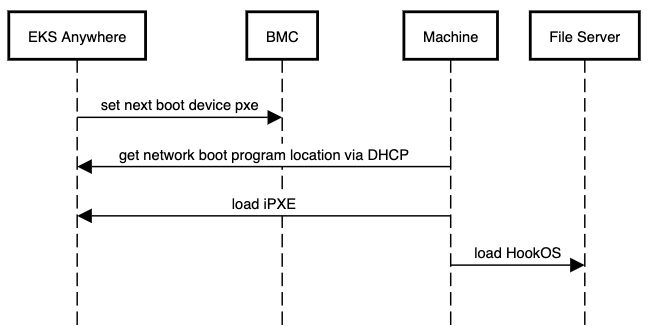 EKS Anywhere
BMC
Machine
File Server
set next boot device pxe
get network boot program location via DHCP
load iPXE
load HookOS